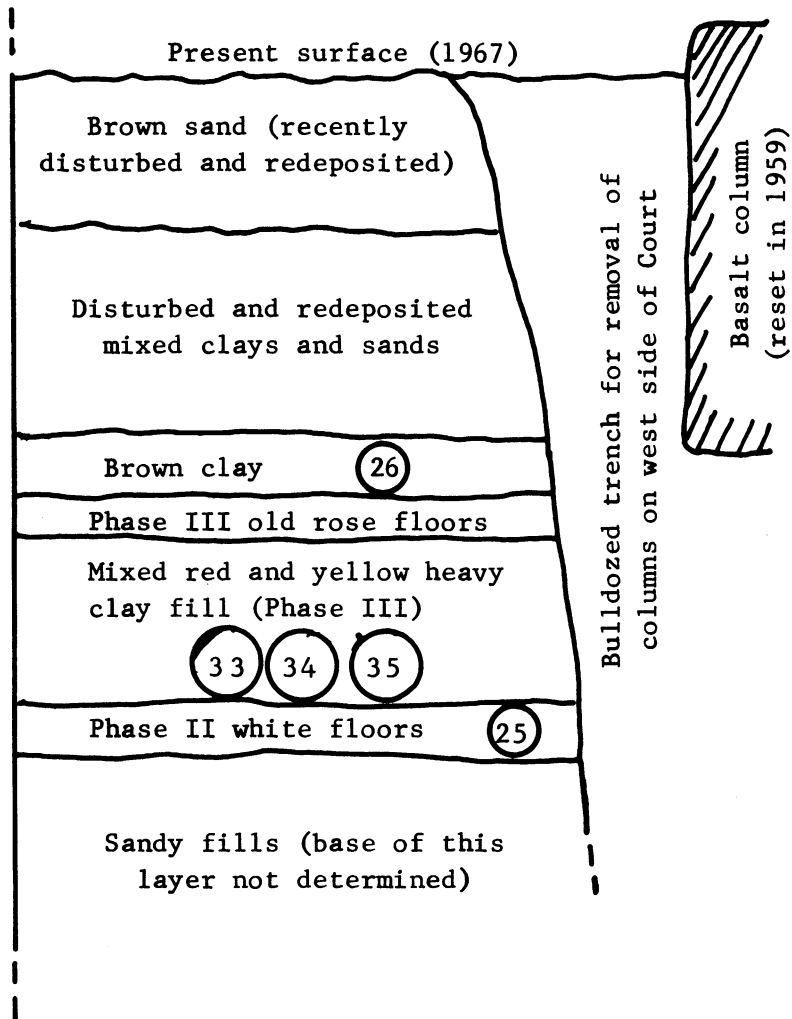 Present surface (1967)
Brown sand (recently
disturbed and redeposited)
Disturbed and redeposited
mixed clays and sands
Brown clay
26
Phase III old rose floors
Mixed red and yellow heavy
clay fill (Phase III)
33 34 35
Phase II white floors
25
Sandy fills (base of this
layer not determined)
Bulldozed trench for removal of
columns on west side of Court
Basalt column
(reset in 1959)